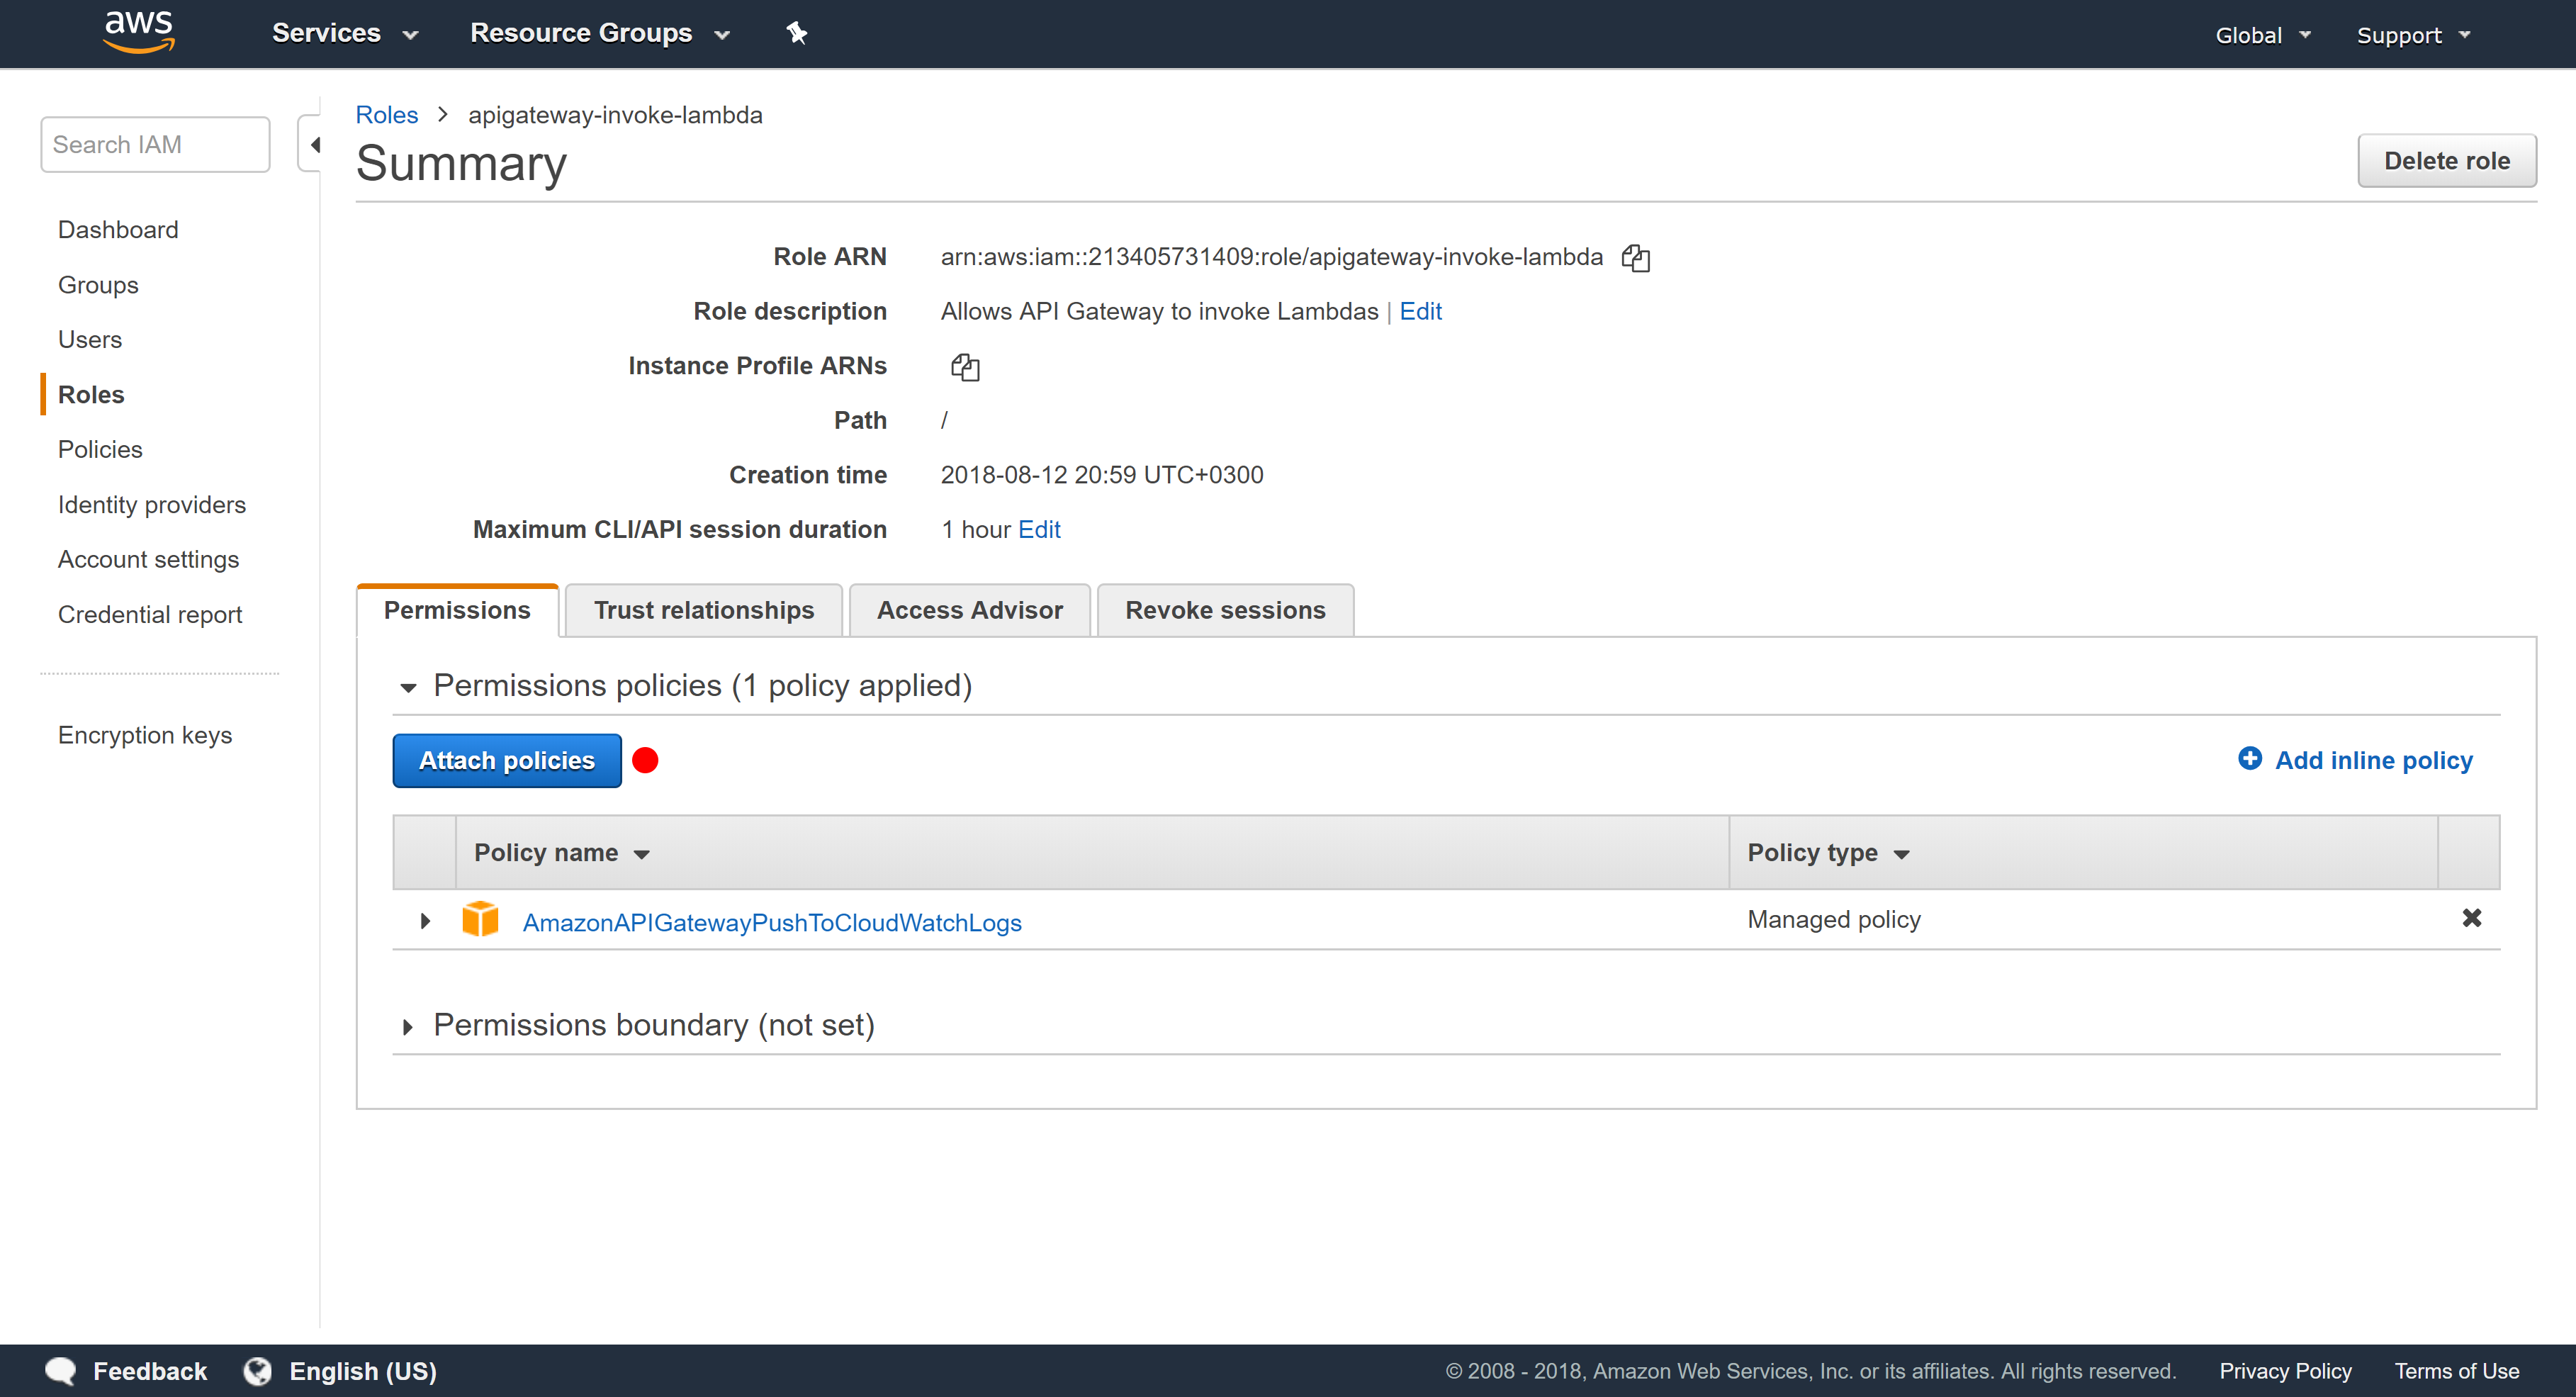 aws Services Resource Groups Global Support
Search IAM
Dashboard
Groups
Users
Roles
Policies
Identity providers
Account settings
Credential report
Encryption keys
Roles > apigateway-invoke-lambda
Summary
Delete role
Role ARN arn:aws:iam::213405731409:role/apigateway-invoke-lambda
Role description Allows API Gateway to invoke Lambdas | Edit
Instance Profile ARNs
Path /
Creation time 2018-08-12 20:59 UTC+0300
Maximum CLI/API session duration 1 hour Edit
Permissions Trust relationships Access Advisor Revoke sessions
Permissions policies (1 policy applied)
Attach policies Add inline policy
Policy name Policy type
AmazonAPIGatewayPushToCloudWatchLogs Managed policy
Permissions boundary (not set)
Feedback English (US) © 2008 - 2018, Amazon Web Services, Inc. or its affiliates. All rights reserved. Privacy Policy Terms of Use